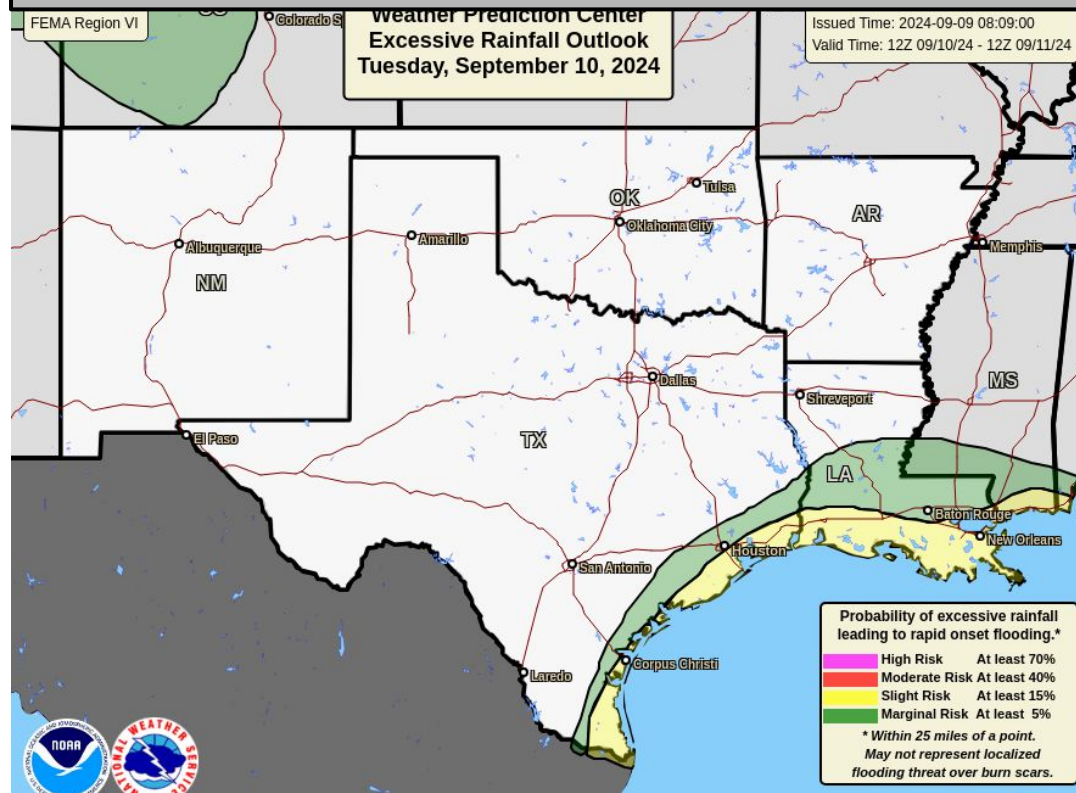 FEMA Region VI
Weather Prediction Center
Excessive Rainfall Outlook
Tuesday, September 10, 2024
Issued Time: 2024-09-09 08:09:00
Valid Time: 12Z 09/10/24 - 12Z 09/11/24
CO
Colorado
Tulsa
OK
Oklahoma City
AR
Albuquerque
Amarillo
Memphis
NM
Dallas
MS
Shreveport
El Paso
TX
LA
Baton Rouge
New Orleans
Houston
San Antonio
Corpus Christi
Laredo
Probability of excessive rainfall
leading to rapid onset flooding.*
High Risk At least 70%
Moderate Risk At least 40%
Slight Risk At least 15%
Marginal Risk At least 5%
* Within 25 miles of a point.
May not represent localized
flooding threat over burn scars.
NOAA
NATIONAL WEATHER SERVICE